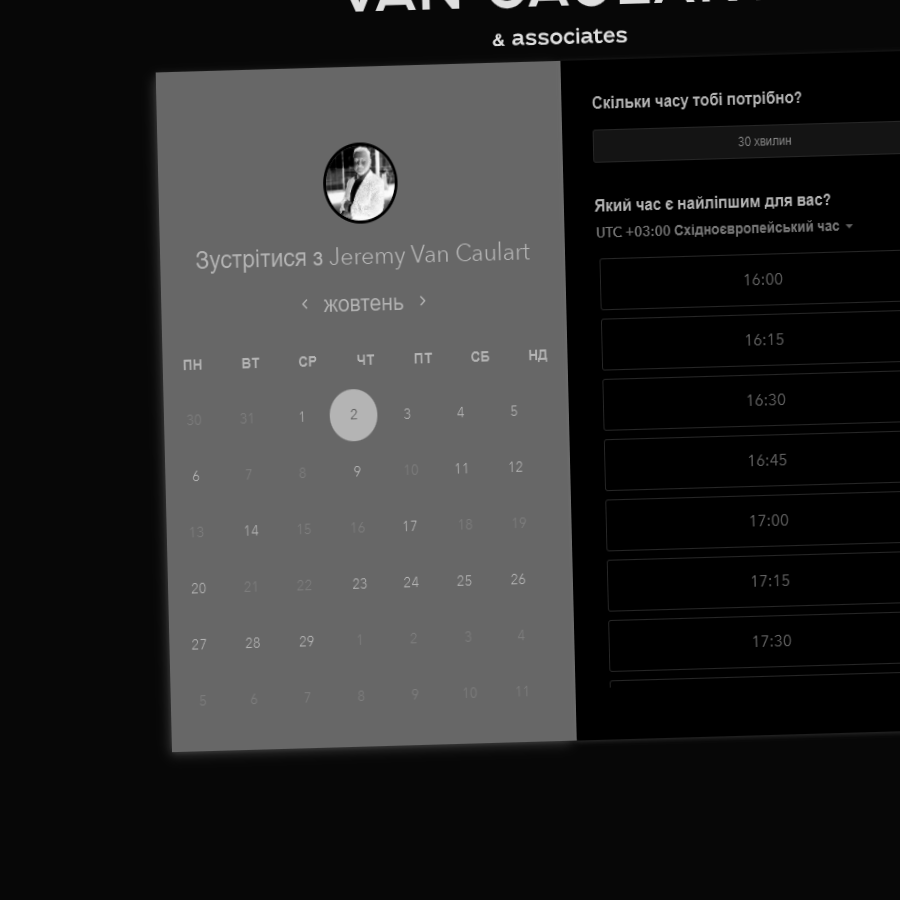 VAN CAULART
& associates
Зустрітися з Jeremy Van Caulart
‹ жовтень ›
ПН ВТ СР ЧТ ПТ СБ НД
30 31 1 2 3 4 5
6 7 8 9 10 11 12
13 14 15 16 17 18 19
20 21 22 23 24 25 26
27 28 29 1 2 3 4
5 6 7 8 9 10 11
Скільки часу тобі потрібно?
30 хвилин
Який час є найліпшим для вас?
UTC +03:00 Східноєвропейський час
16:00
16:15
16:30
16:45
17:00
17:15
17:30